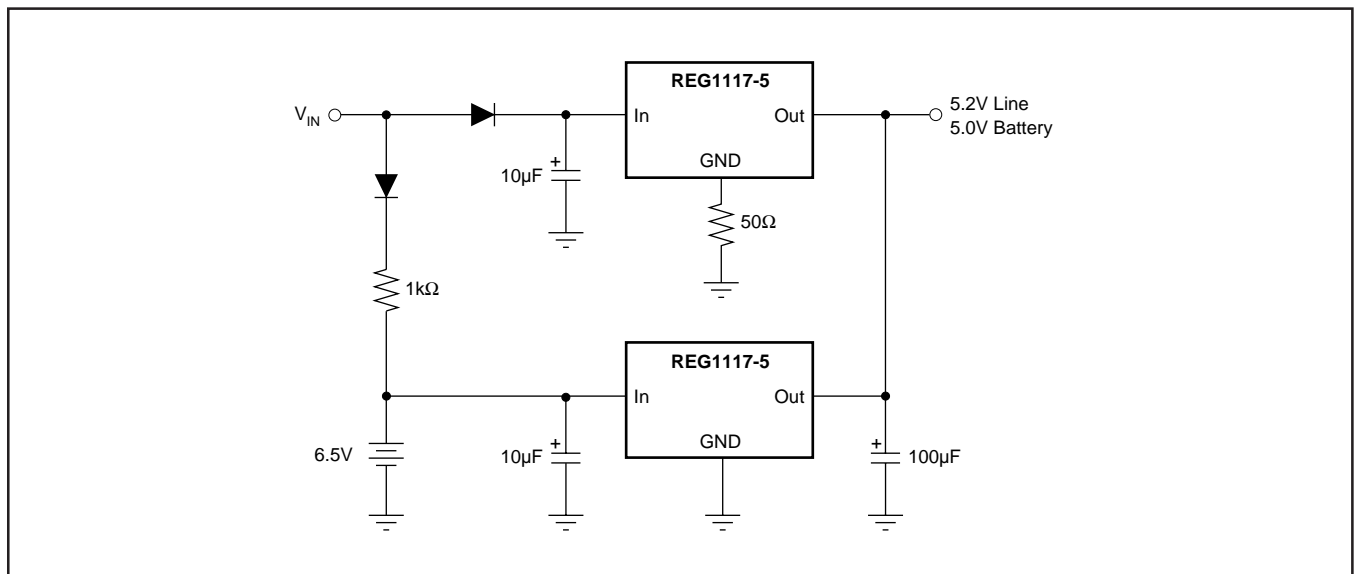 REG1117-5
V_IN
In
Out
5.2V Line
5.0V Battery
GND
10µF
+
50Ω
1kΩ
REG1117-5
In
Out
GND
6.5V
10µF
+
+
100µF